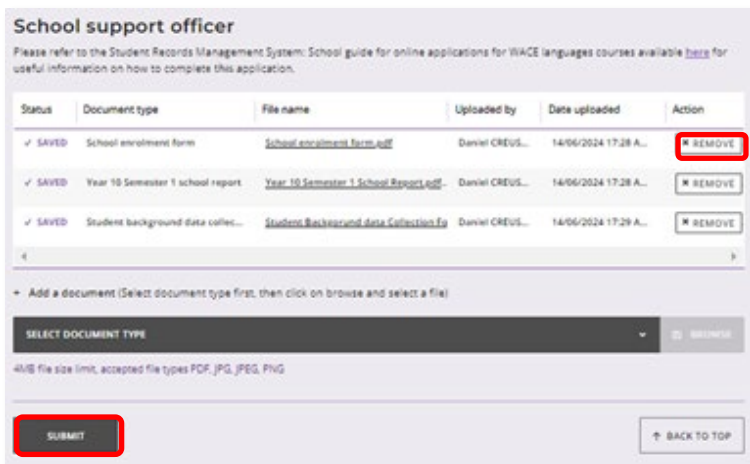 School support officer
Please refer to the Student Records Management System: School guide for online applications for WACE languages courses available here for
useful information on how to complete this application.
Status Document type File name Uploaded by Date uploaded Action
✓ SAVED School enrolment form School enrolment form.pdf Daniel CREUS... 14/06/2024 17:28 A... ✖ REMOVE
✓ SAVED Year 10 Semester 1 school report Year 10 Semester 1 School Report.pdf... Daniel CREUS... 14/06/2024 17:28 A... ✖ REMOVE
✓ SAVED Student background data collec... Student Backgorund data Collection Fo Daniel CREUS... 14/06/2024 17:29 A... ✖ REMOVE
+ Add a document (Select document type first, then click on browse and select a file)
SELECT DOCUMENT TYPE BROWSE
4MB file size limit, accepted file types PDF, JPG, JPEG, PNG
SUBMIT ↑ BACK TO TOP